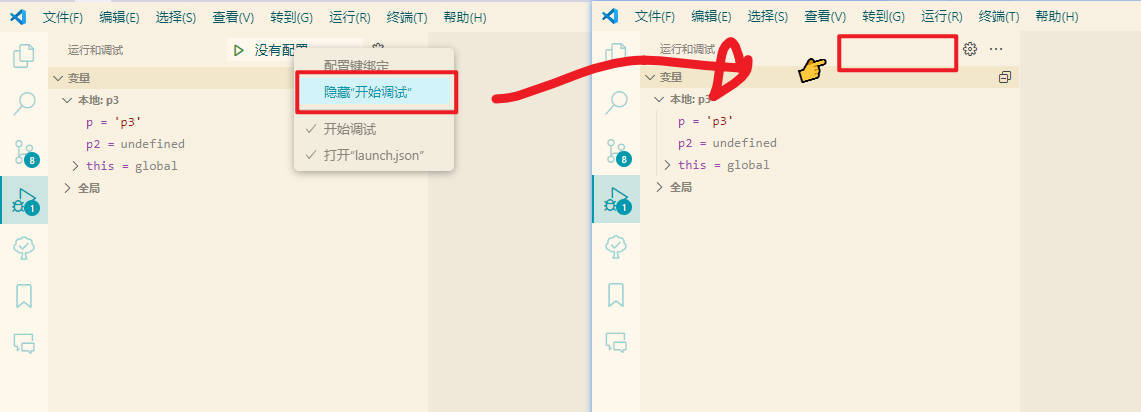 文件(F) 编辑(E) 选择(S) 查看(V) 转到(G) 运行(R) 终端(T) 帮助(H)
运行和调试
没有配置
变量
本地: p3
p = 'p3'
p2 = undefined
this = global
全局
8
1
配置键绑定
隐藏“开始调试”
开始调试
打开“launch.json”
文件(F) 编辑(E) 选择(S) 查看(V) 转到(G) 运行(R) 终端(T) 帮助(H)
运行和调试
变量
本地: p3
p = 'p3'
p2 = undefined
this = global
全局
8
1